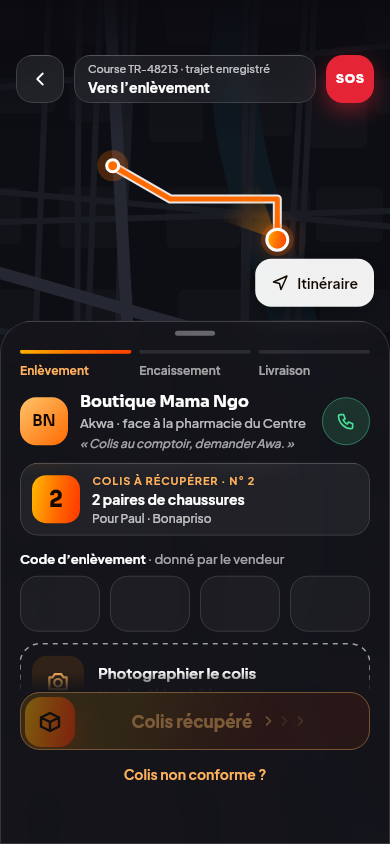 Course TR-48213 · trajet enregistré
Vers l’enlèvement
SOS
Itinéraire
Enlèvement
Encaissement
Livraison
BN
Boutique Mama Ngo
Akwa · face à la pharmacie du Centre
« Colis au comptoir, demander Awa. »
2
COLIS À RÉCUPÉRER · N° 2
2 paires de chaussures
Pour Paul · Bonapriso
Code d’enlèvement · donné par le vendeur
Photographier le colis
Colis récupéré
Colis non conforme ?